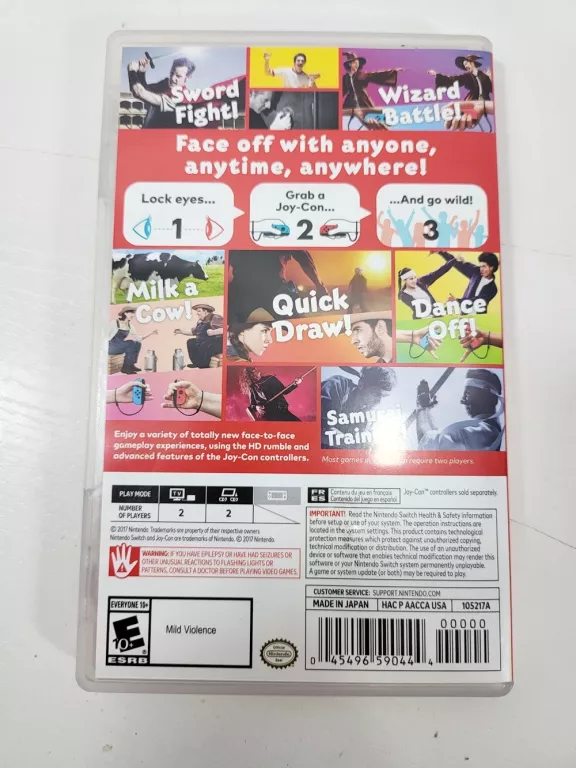 Sword
Fight!
Wizard
Battle!
Face off with anyone,
anytime, anywhere!
Lock eyes...
1
Grab a
Joy-Con...
2
...And go wild!
3
Milk a
Cow!
Quick
Draw!
Dance
Off!
Samurai
Train
Enjoy a variety of totally new face-to-face
gameplay experiences, using the HD rumble and
advanced features of the Joy-Con controllers.
Most games require two players.
PLAY MODE
TV
NUMBER
OF PLAYERS
2
2
FR
ES
Contenu du jeu en français
Contenido del juego en español
Joy-Con™ controllers sold separately.
© 2017 Nintendo. Trademarks are property of their respective owners.
Nintendo Switch and Joy-Con are trademarks of Nintendo. © 2017 Nintendo.
WARNING: IF YOU HAVE EPILEPSY OR HAVE HAD SEIZURES OR
OTHER UNUSUAL REACTIONS TO FLASHING LIGHTS OR
PATTERNS, CONSULT A DOCTOR BEFORE PLAYING VIDEO GAMES.
IMPORTANT! Read the Nintendo Switch Health & Safety Information
before setup or use of your system. The operation instructions are
located in the system settings. This product contains technological
protection measures which protect against unauthorized copying,
technical modification or distribution. The use of an unauthorized
device or software that enables technical modification may render this
software or your Nintendo Switch system permanently unplayable.
A game or system update (or both) may be required to play.
CUSTOMER SERVICE: SUPPORT.NINTENDO.COM
MADE IN JAPAN
HAC P AACCA USA
105217A
EVERYONE 10+
E
10+
ESRB
Mild Violence
Official
Nintendo
Seal
00000
0 45496 59044 4